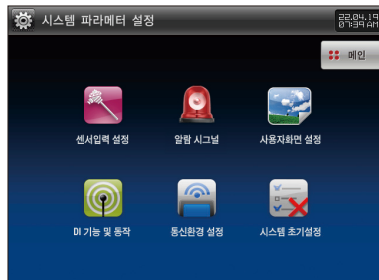 시스템 파라메터 설정
22.04.19
07:39 AM
메인
센서입력 설정
알람 시그널
사용자화면 설정
DI 기능 및 동작
통신환경 설정
시스템 초기설정